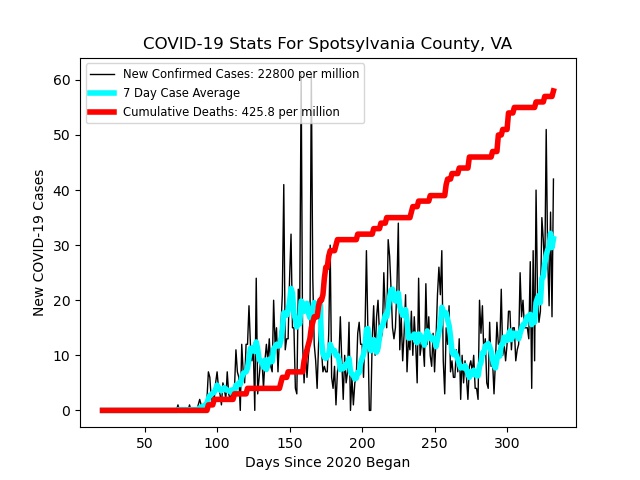 COVID-19 Stats For Spotsylvania County, VA
New Confirmed Cases: 22800 per million
7 Day Case Average
Cumulative Deaths: 425.8 per million
New COVID-19 Cases
60
50
40
30
20
10
0
50 100 150 200 250 300
Days Since 2020 Began